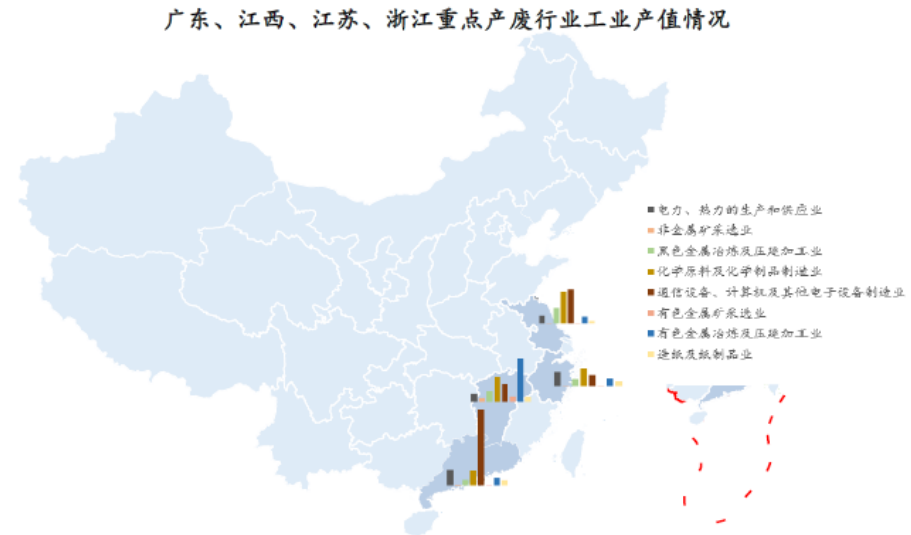 广东、江西、江苏、浙江重点产废行业工业产值情况
电力、热力的生产和供应业
非金属矿采选业
黑色金属冶炼及压延加工业
化学原料及化学制品制造业
通信设备、计算机及其他电子设备制造业
有色金属矿采选业
有色金属冶炼及压延加工业
造纸及纸制品业